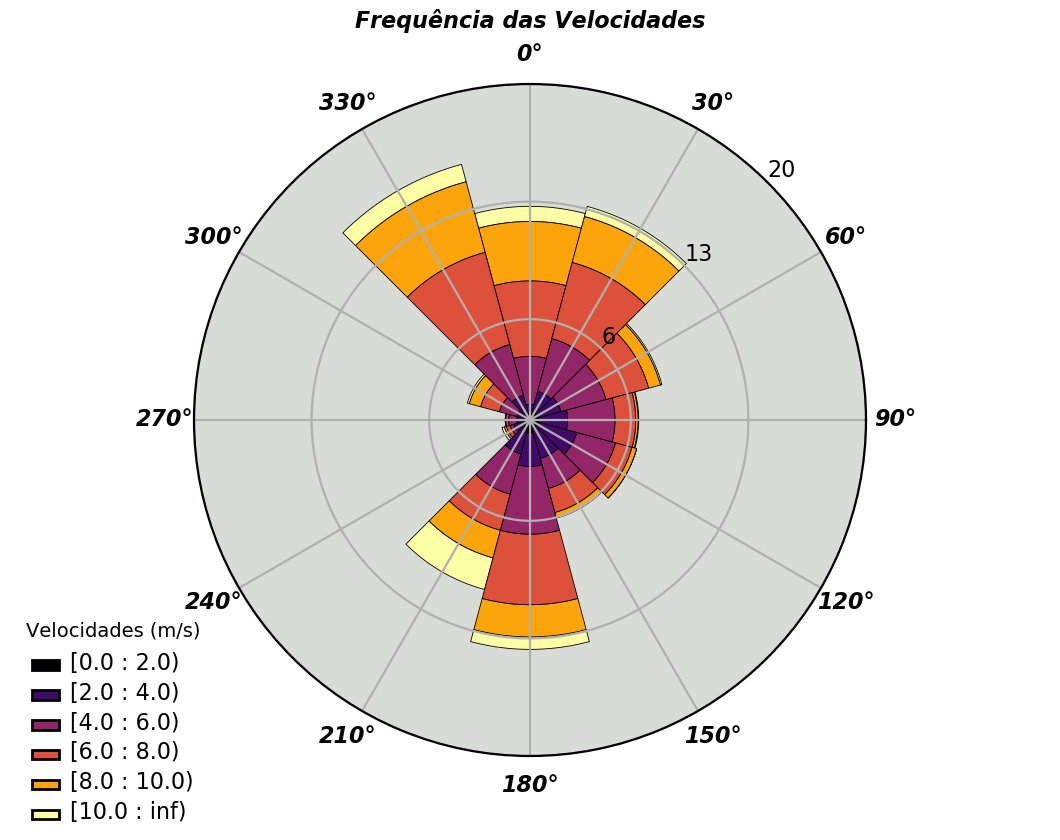 Frequência das Velocidades
0°
330°
30°
20
300°
60°
13
6
270°
90°
240°
120°
210°
150°
180°
Velocidades (m/s)
[0.0 : 2.0)
[2.0 : 4.0)
[4.0 : 6.0)
[6.0 : 8.0)
[8.0 : 10.0)
[10.0 : inf)